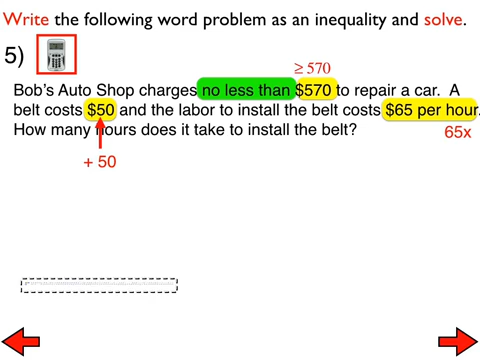 Write the following word problem as an inequality and solve.
5)
≥ 570
Bob's Auto Shop charges no less than $570 to repair a car. A
belt costs $50 and the labor to install the belt costs $65 per hour.
How many hours does it take to install the belt?
65x
+ 50